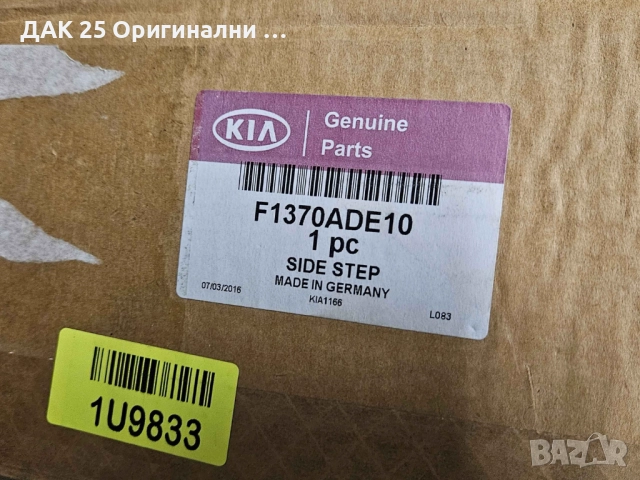 ДАК 25 Оригинални ...
KIA
Genuine
Parts
F1370ADE10
1 pc
SIDE STEP
MADE IN GERMANY
07/03/2016
KIA1166
L083
1U9833
BAZAR